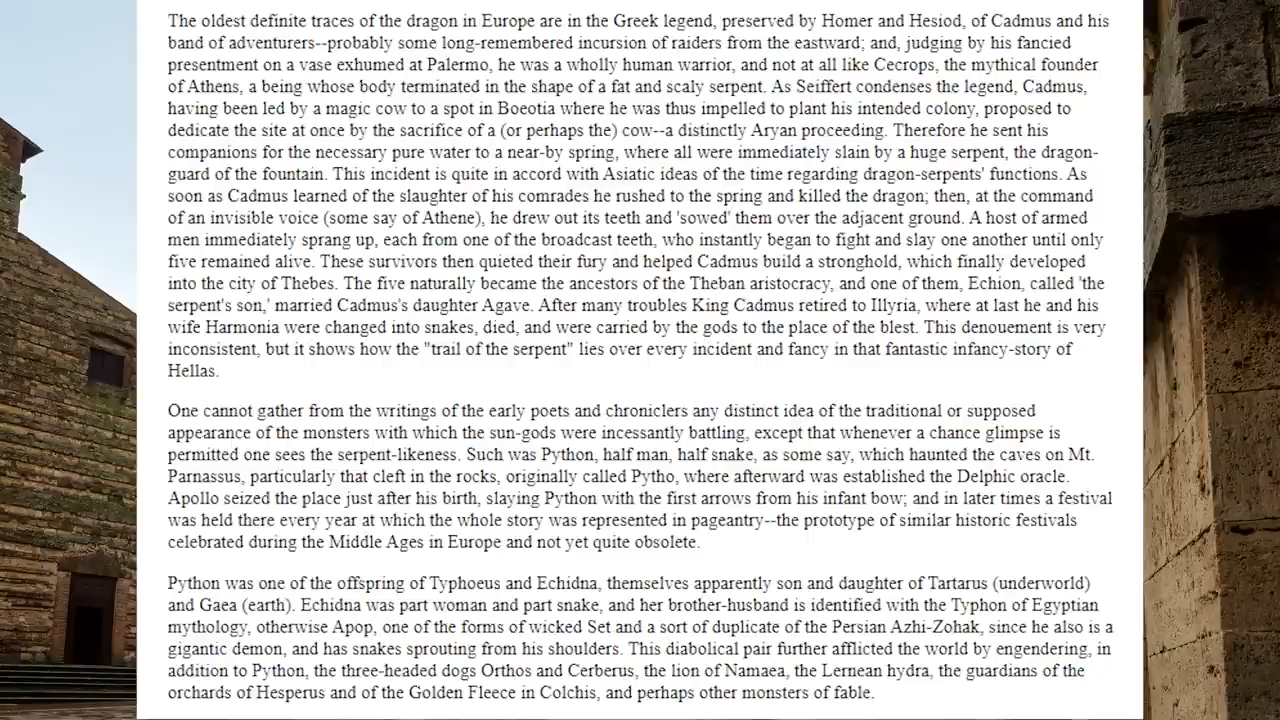 The oldest definite traces of the dragon in Europe are in the Greek legend, preserved by Homer and Hesiod, of Cadmus and his
band of adventurers--probably some long-remembered incursion of raiders from the eastward; and, judging by his fancied
presentment on a vase exhumed at Palermo, he was a wholly human warrior, and not at all like Cecrops, the mythical founder
of Athens, a being whose body terminated in the shape of a fat and scaly serpent. As Seiffert condenses the legend, Cadmus,
having been led by a magic cow to a spot in Boeotia where he was thus impelled to plant his intended colony, proposed to
dedicate the site at once by the sacrifice of a (or perhaps the) cow--a distinctly Aryan proceeding. Therefore he sent his
companions for the necessary pure water to a near-by spring, where all were immediately slain by a huge serpent, the dragon-
guard of the fountain. This incident is quite in accord with Asiatic ideas of the time regarding dragon-serpents' functions. As
soon as Cadmus learned of the slaughter of his comrades he rushed to the spring and killed the dragon; then, at the command
of an invisible voice (some say of Athene), he drew out its teeth and 'sowed' them over the adjacent ground. A host of armed
men immediately sprang up, each from one of the broadcast teeth, who instantly began to fight and slay one another until only
five remained alive. These survivors then quieted their fury and helped Cadmus build a stronghold, which finally developed
into the city of Thebes. The five naturally became the ancestors of the Theban aristocracy, and one of them, Echion, called 'the
serpent's son,' married Cadmus's daughter Agave. After many troubles King Cadmus retired to Illyria, where at last he and his
wife Harmonia were changed into snakes, died, and were carried by the gods to the place of the blest. This denouement is very
inconsistent, but it shows how the "trail of the serpent" lies over every incident and fancy in that fantastic infancy-story of
Hellas.
One cannot gather from the writings of the early poets and chroniclers any distinct idea of the traditional or supposed
appearance of the monsters with which the sun-gods were incessantly battling, except that whenever a chance glimpse is
permitted one sees the serpent-likeness. Such was Python, half man, half snake, as some say, which haunted the caves on Mt.
Parnassus, particularly that cleft in the rocks, originally called Pytho, where afterward was established the Delphic oracle.
Apollo seized the place just after his birth, slaying Python with the first arrows from his infant bow; and in later times a festival
was held there every year at which the whole story was represented in pageantry--the prototype of similar historic festivals
celebrated during the Middle Ages in Europe and not yet quite obsolete.
Python was one of the offspring of Typhoeus and Echidna, themselves apparently son and daughter of Tartarus (underworld)
and Gaea (earth). Echidna was part woman and part snake, and her brother-husband is identified with the Typhon of Egyptian
mythology, otherwise Apop, one of the forms of wicked Set and a sort of duplicate of the Persian Azhi-Zohak, since he also is a
gigantic demon, and has snakes sprouting from his shoulders. This diabolical pair further afflicted the world by engendering, in
addition to Python, the three-headed dogs Orthos and Cerberus, the lion of Namaea, the Lernean hydra, the guardians of the
orchards of Hesperus and of the Golden Fleece in Colchis, and perhaps other monsters of fable.